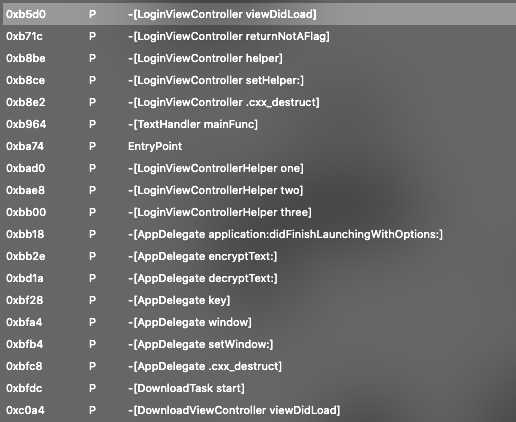 0xb5d0 P -[LoginViewController viewDidLoad]
0xb71c P -[LoginViewController returnNotAFlag]
0xb8be P -[LoginViewController helper]
0xb8ce P -[LoginViewController setHelper:]
0xb8e2 P -[LoginViewController .cxx_destruct]
0xb964 P -[TextHandler mainFunc]
0xba74 P EntryPoint
0xbad0 P -[LoginViewControllerHelper one]
0xbae8 P -[LoginViewControllerHelper two]
0xbb00 P -[LoginViewControllerHelper three]
0xbb18 P -[AppDelegate application:didFinishLaunchingWithOptions:]
0xbb2e P -[AppDelegate encryptText:]
0xbd1a P -[AppDelegate decryptText:]
0xbf28 P -[AppDelegate key]
0xbfa4 P -[AppDelegate window]
0xbfb4 P -[AppDelegate setWindow:]
0xbfc8 P -[AppDelegate .cxx_destruct]
0xbfdc P -[DownloadTask start]
0xc0a4 P -[DownloadViewController viewDidLoad]